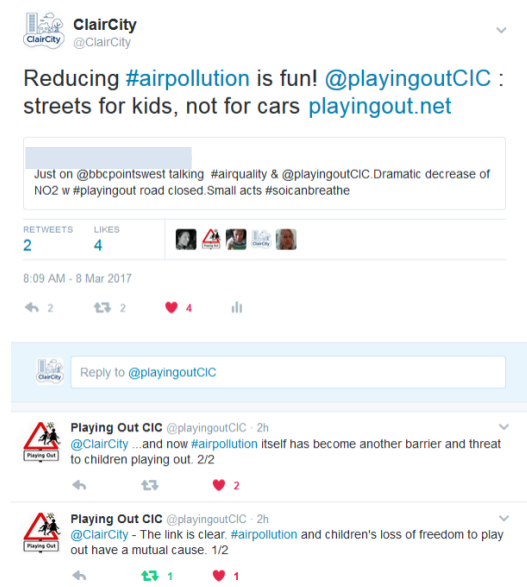 ClairCity
ClairCity
@ClairCity
Reducing #airpollution is fun! @playingoutCIC :
streets for kids, not for cars playingout.net
Just on @bbcpointswest talking #airquality & @playingoutCIC.Dramatic decrease of
NO2 w #playingout road closed.Small acts #soicanbreathe
RETWEETS LIKES
2 4
Playing Out
ClairCity
8:09 AM - 8 Mar 2017
2 2 4
ClairCity
Reply to @playingoutCIC
Playing Out CIC @playingoutCIC · 2h
@ClairCity ...and now #airpollution itself has become another barrier and threat
to children playing out. 2/2
Playing Out
2
Playing Out CIC @playingoutCIC · 2h
@ClairCity - The link is clear. #airpollution and children's loss of freedom to play
out have a mutual cause. 1/2
Playing Out
1 1